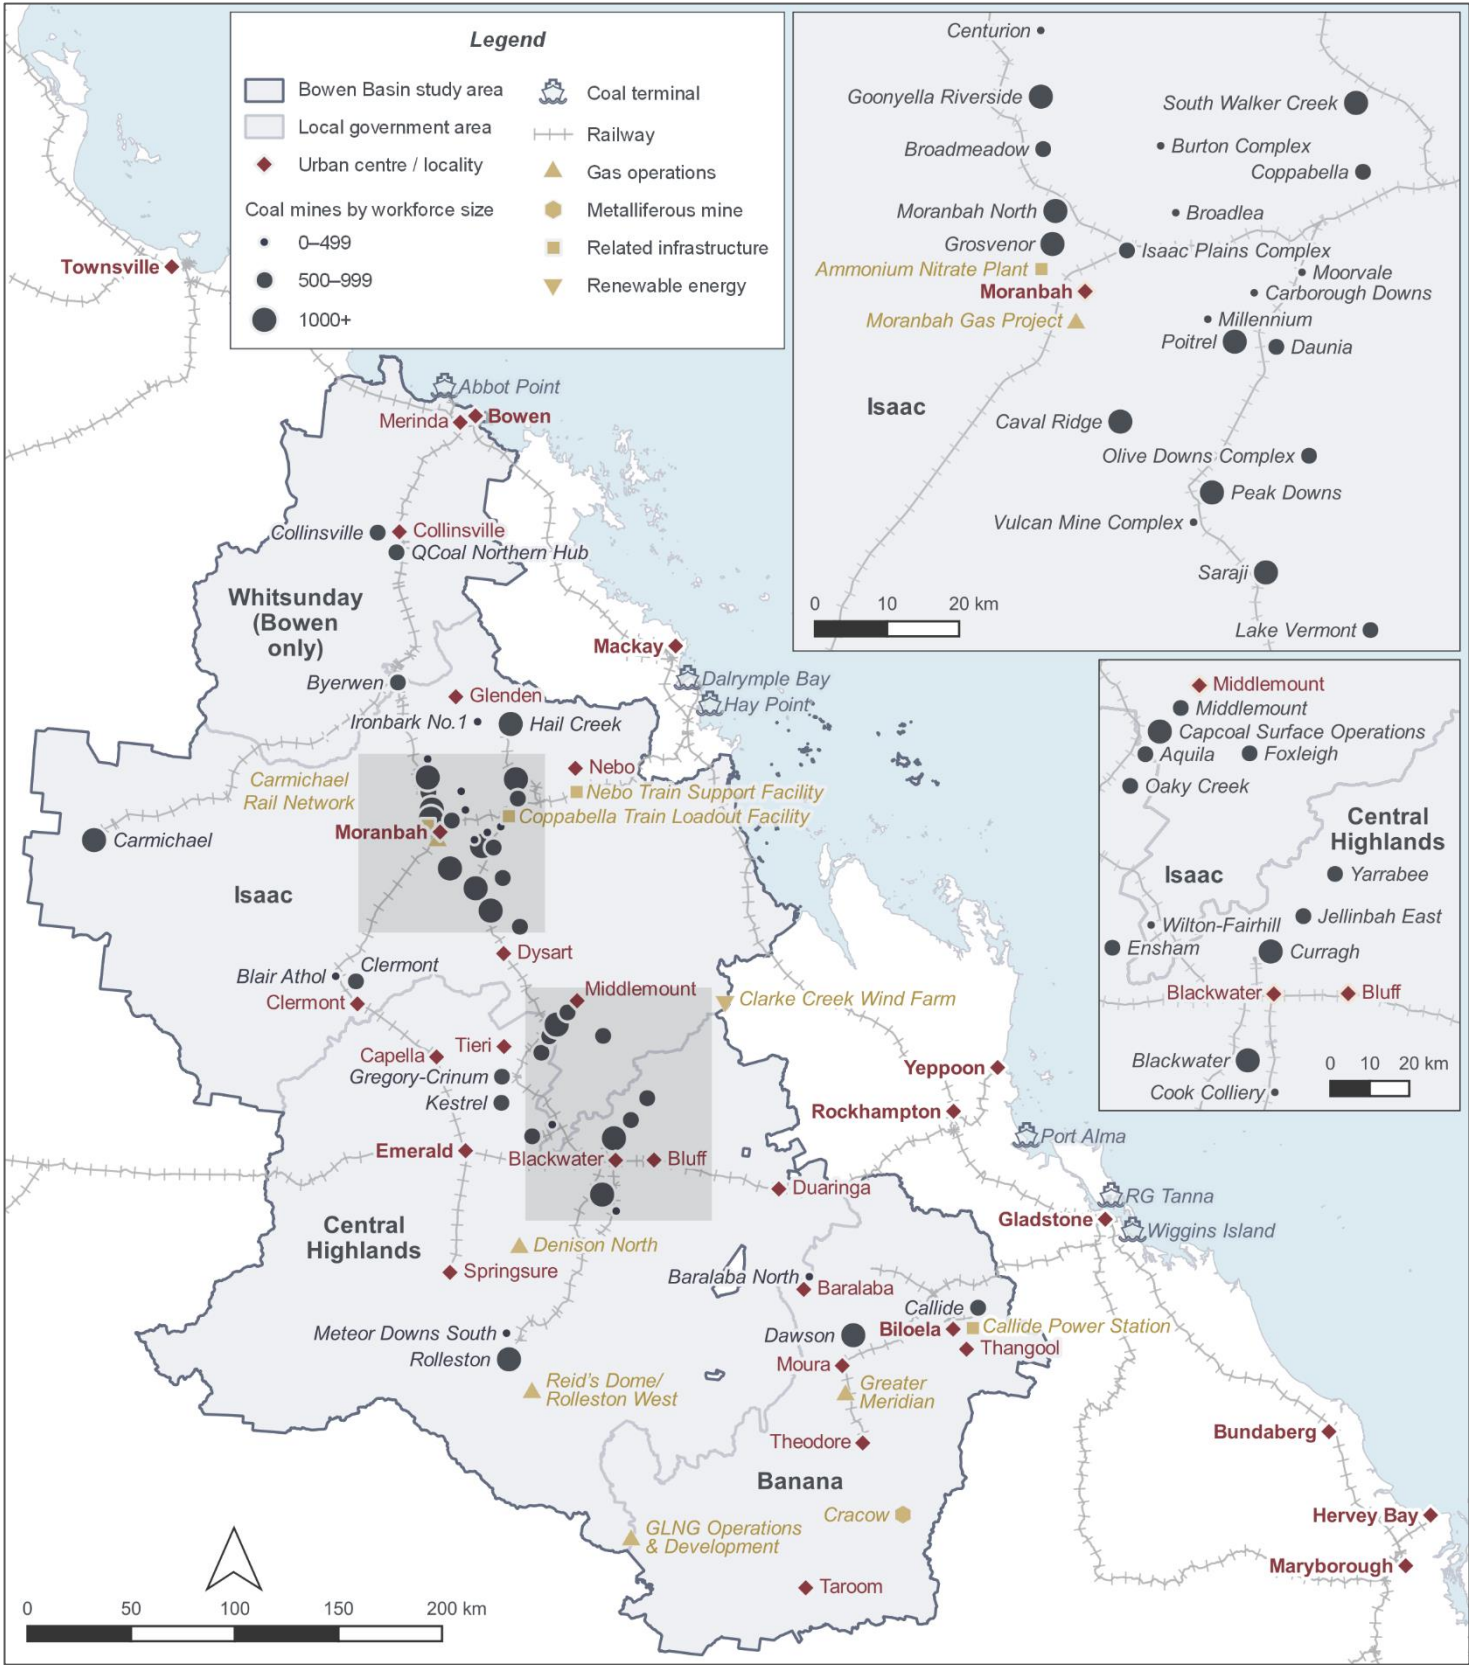 Legend
Bowen Basin study area
Local government area
Urban centre / locality
Coal mines by workforce size
0–499
500–999
1000+
Coal terminal
Railway
Gas operations
Metalliferous mine
Related infrastructure
Renewable energy
Townsville
Abbot Point
Merinda
Bowen
Collinsville
Collinsville
QCoal Northern Hub
Whitsunday
(Bowen
only)
Mackay
Dalrymple Bay
Hay Point
Byerwen
Glenden
Ironbark No.1
Hail Creek
Carmichael
Rail Network
Nebo
Nebo Train Support Facility
Coppabella Train Loadout Facility
Moranbah
Carmichael
Isaac
Dysart
Blair Athol
Clermont
Clermont
Middlemount
Clarke Creek Wind Farm
Capella
Tieri
Gregory-Crinum
Kestrel
Yeppoon
Rockhampton
Port Alma
Emerald
Blackwater
Bluff
Duaringa
RG Tanna
Gladstone
Wiggins Island
Central
Highlands
Denison North
Springsure
Baralaba North
Baralaba
Callide
Meteor Downs South
Rolleston
Dawson
Biloela
Callide Power Station
Thangool
Moura
Reid's Dome/
Rolleston West
Greater
Meridian
Theodore
Bundaberg
Banana
Cracow
GLNG Operations
& Development
Hervey Bay
Maryborough
Taroom
0 50 100 150 200 km
Centurion
Goonyella Riverside
South Walker Creek
Broadmeadow
Burton Complex
Coppabella
Moranbah North
Broadlea
Grosvenor
Isaac Plains Complex
Ammonium Nitrate Plant
Moorvale
Moranbah
Carborough Downs
Moranbah Gas Project
Millennium
Poitrel
Daunia
Isaac
Caval Ridge
Olive Downs Complex
Peak Downs
Vulcan Mine Complex
Saraji
0 10 20 km
Lake Vermont
Middlemount
Middlemount
Capcoal Surface Operations
Aquila
Foxleigh
Oaky Creek
Central
Highlands
Isaac
Yarrabee
Jellinbah East
Wilton-Fairhill
Ensham
Curragh
Blackwater
Bluff
Blackwater
0 10 20 km
Cook Colliery